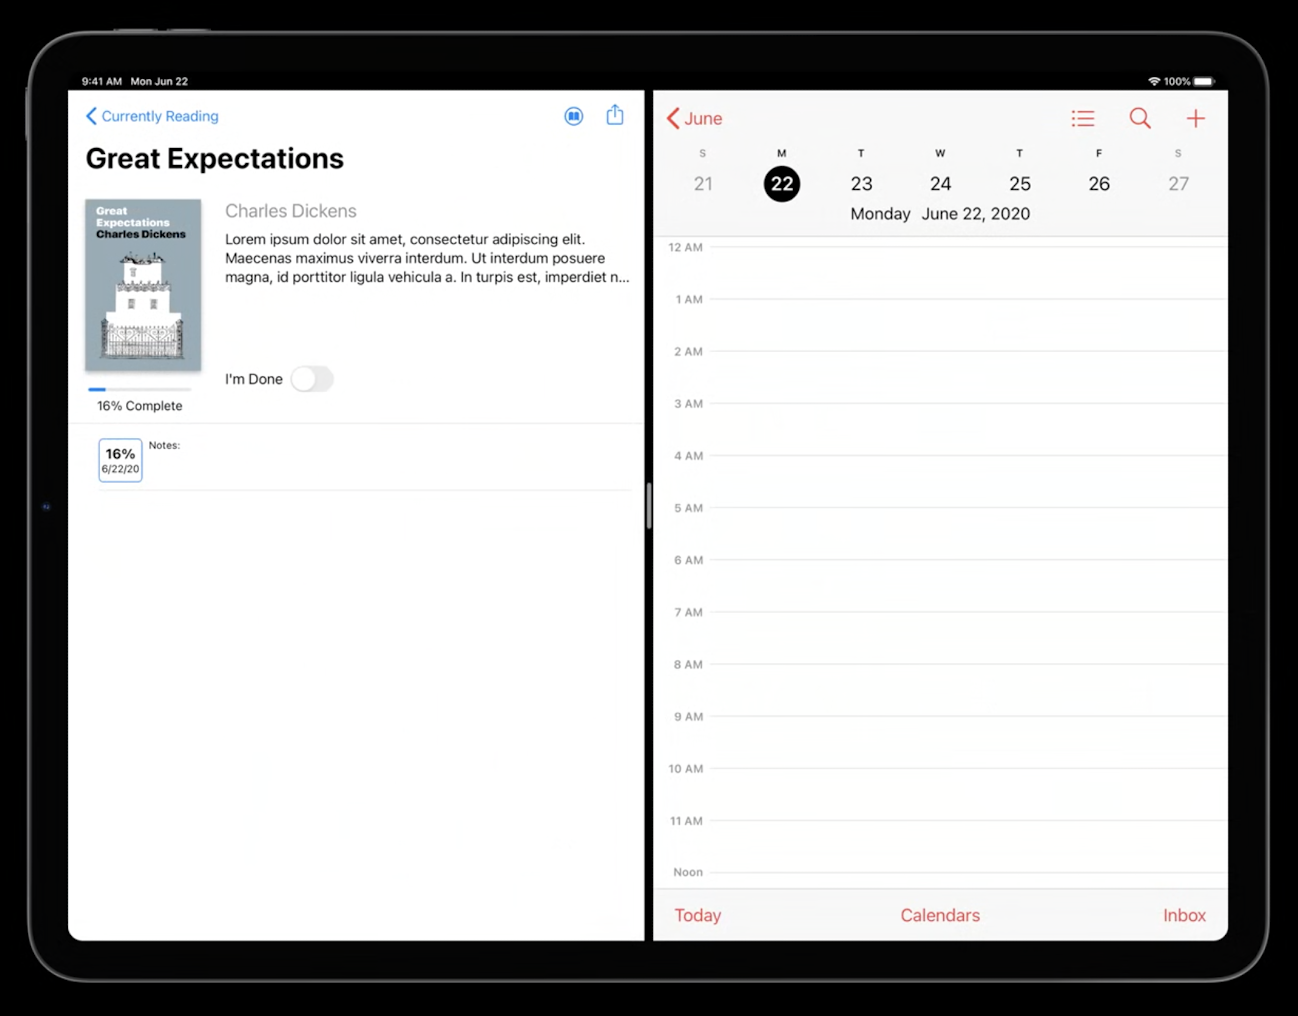 9:41 AM Mon Jun 22
100%
Currently Reading
Great Expectations
Great
Expectations
Charles Dickens
Charles Dickens
Lorem ipsum dolor sit amet, consectetur adipiscing elit.
Maecenas maximus viverra interdum. Ut interdum posuere
magna, id porttitor ligula vehicula a. In turpis est, imperdiet n...
I'm Done
16% Complete
16%
6/22/20
Notes:
June
S M T W T F S
21 22 23 24 25 26 27
Monday June 22, 2020
12 AM
1 AM
2 AM
3 AM
4 AM
5 AM
6 AM
7 AM
8 AM
9 AM
10 AM
11 AM
Noon
Today Calendars Inbox